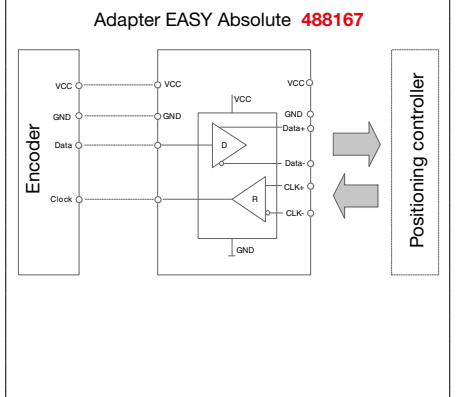 Adapter EASY Absolute 488167
Encoder
VCC
GND
Data
Clock
VCC
GND
VCC
D
R
GND
VCC
GND
Data+
Data-
CLK+
CLK-
Positioning controller